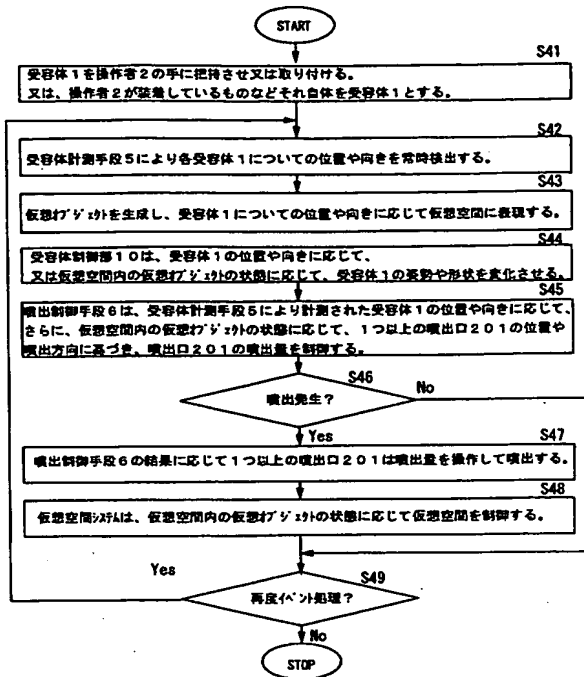 START
S41
受容体1を操作者2の手に把持させ又は取り付ける。
又は、操作者2が装着しているものなどそれ自体を受容体1とする。
S42
受容体計測手段5により各受容体1についての位置や向きを常時検出する。
S43
仮想オブジェクトを生成し、受容体1についての位置や向きに応じて仮想空間に表現する。
S44
受容体制御部10は、受容体1の位置や向きに応じて、
又は仮想空間内の仮想オブジェクトの状態に応じて、受容体1の姿勢や形状を変化させる。
S45
噴出制御手段6は、受容体計測手段5により計測された受容体1の位置や向きに応じて、
さらに、仮想空間内の仮想オブジェクトの状態に応じて、1つ以上の噴出口201の位置や
噴出方向に基づき、噴出口201の噴出量を制御する。
S46
噴出発生?
No
Yes
S47
噴出制御手段6の結果に応じて1つ以上の噴出口201は噴出量を操作して噴出する。
S48
仮想空間システムは、仮想空間内の仮想オブジェクトの状態に応じて仮想空間を制御する。
Yes
S49
再度イベント処理?
No
STOP